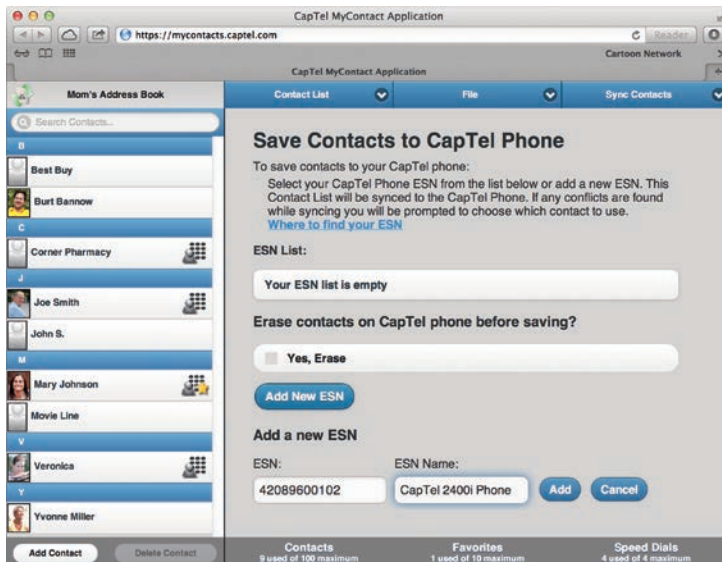 CapTel MyContact Application
https://mycontacts.captel.com
Reader
Cartoon Network
CapTel MyContact Application
Mom's Address Book
Contact List
File
Sync Contacts
Search Contacts...
B
Best Buy
Burt Bannow
C
Corner Pharmacy
J
Joe Smith
John S.
M
Mary Johnson
Movie Line
V
Veronica
Y
Yvonne Miller
Add Contact
Delete Contact
Save Contacts to CapTel Phone
To save contacts to your CapTel phone:
Select your CapTel Phone ESN from the list below or add a new ESN. This
Contact List will be synced to the CapTel Phone. If any conflicts are found
while syncing you will be prompted to choose which contact to use.
Where to find your ESN
ESN List:
Your ESN list is empty
Erase contacts on CapTel phone before saving?
Yes, Erase
Add New ESN
Add a new ESN
ESN:
ESN Name:
42089600102
CapTel 2400i Phone
Add
Cancel
Contacts
9 used of 100 maximum
Favorites
1 used of 10 maximum
Speed Dials
4 used of 4 maximum